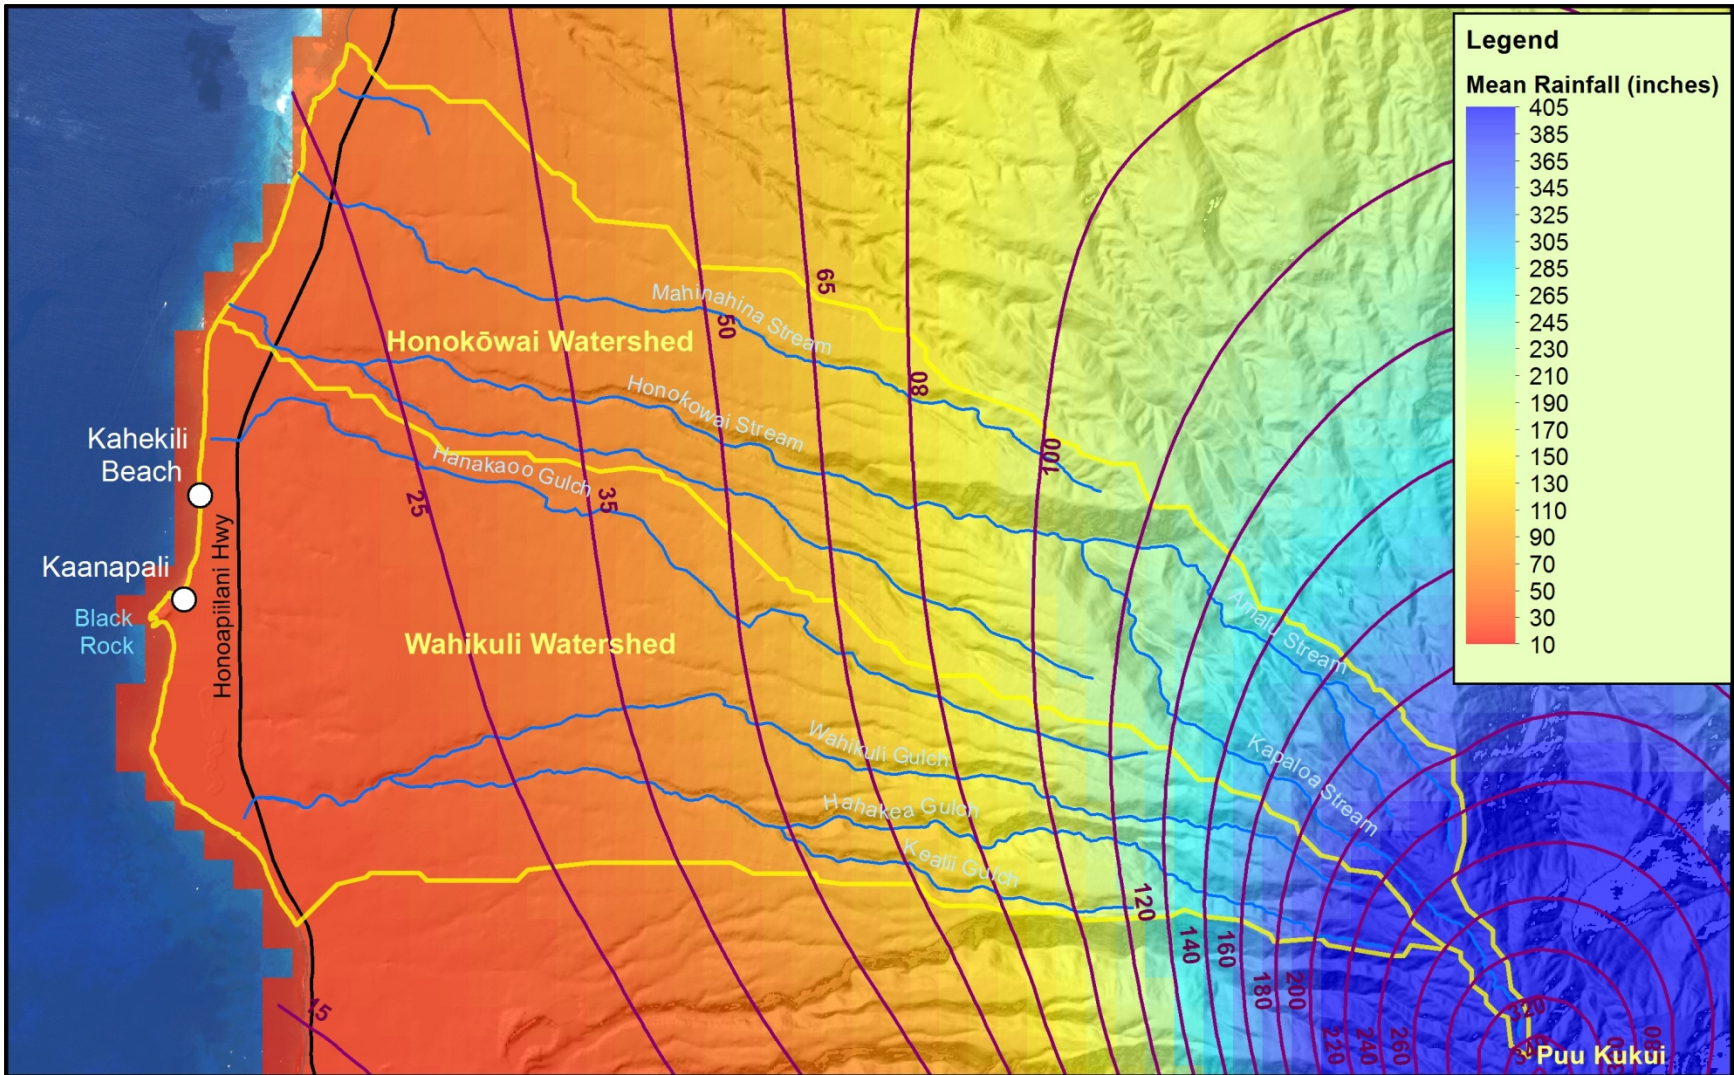 Legend
Mean Rainfall (inches)
405
385
365
345
325
305
285
265
245
230
210
190
170
150
130
110
90
70
50
30
10
65
Mahinahina Stream
50
Honokōwai Watershed
80
Honokowai Stream
Kahekili
Beach
100
Hanakaoo Gulch
25
35
Honoapiilani Hwy
Kaanapali
Black
Rock
Amalu Stream
Wahikuli Watershed
Wahikuli Gulch
Kapaloa Stream
Hahakea Gulch
Kealii Gulch
120
140
160
180
200
15
220
240
260
320
Puu Kukui